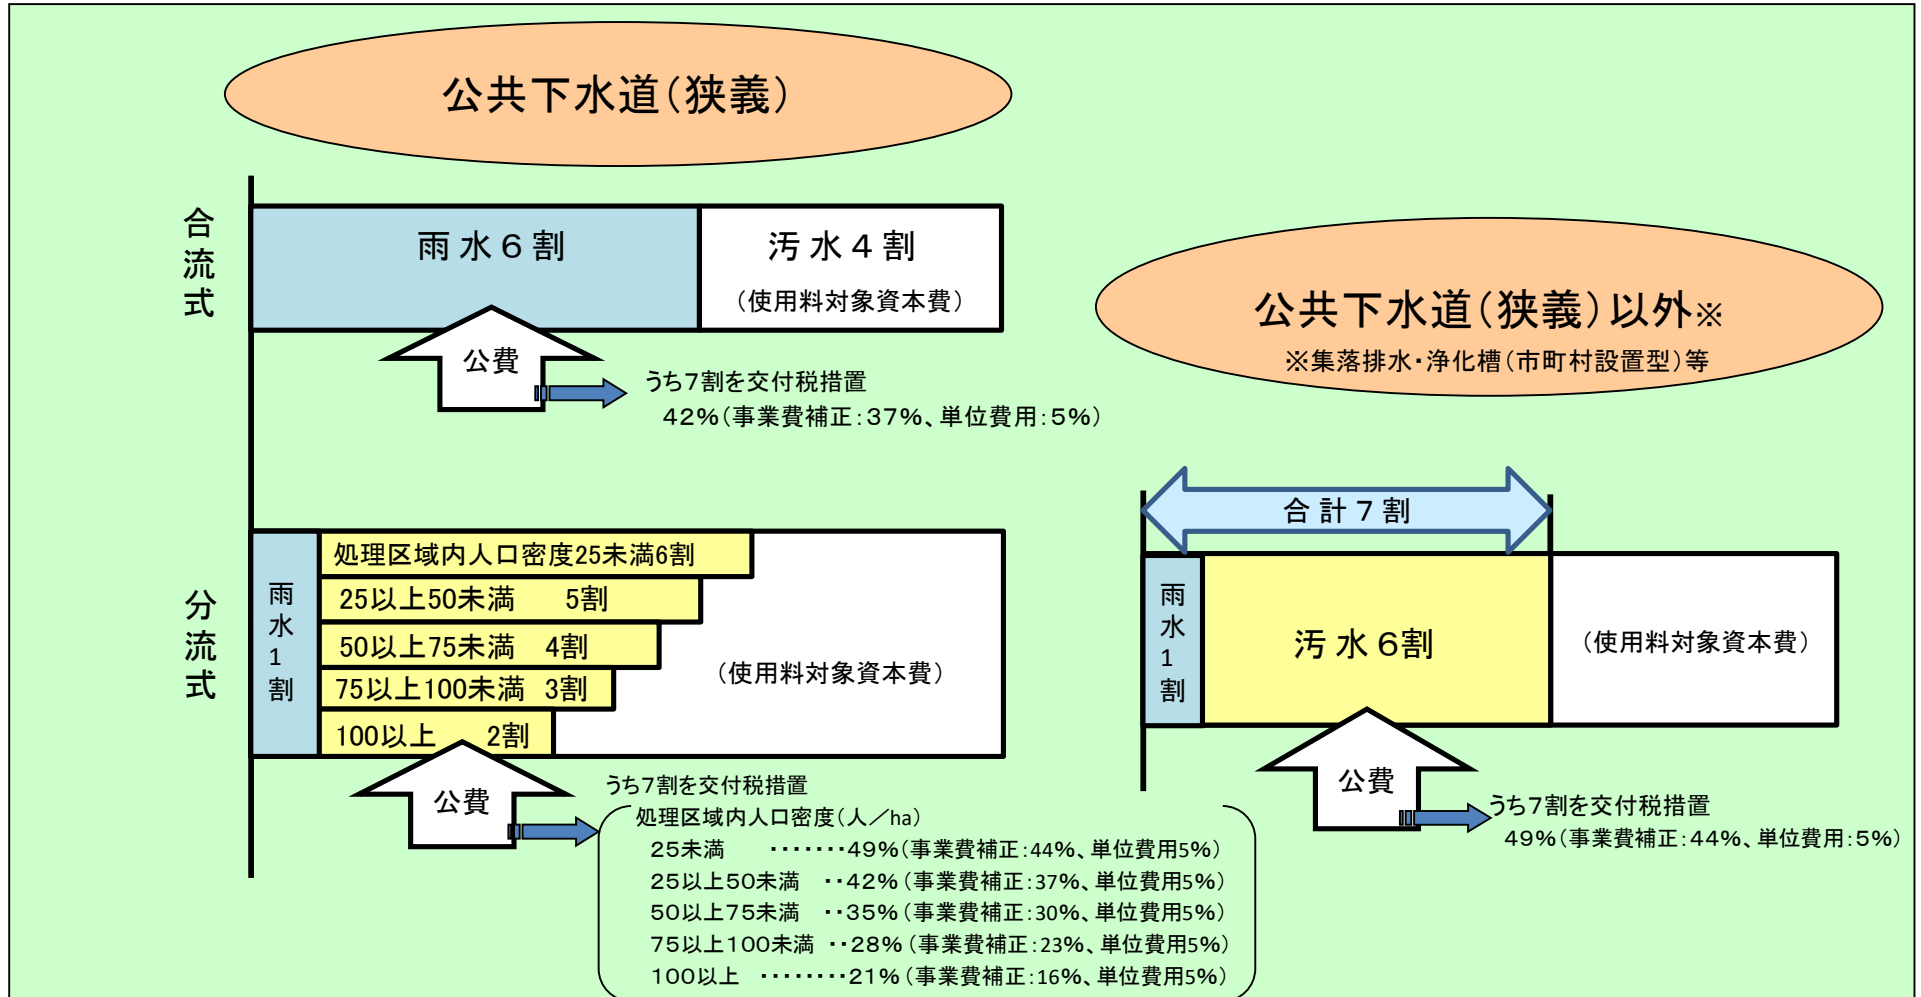 公共下水道(狭義)
合流式
雨水６割
汚水４割
(使用料対象資本費)
公費
うち7割を交付税措置
42%(事業費補正:37%、単位費用:5%)
分流式
雨水1割
処理区域内人口密度25未満6割
25以上50未満 5割
50以上75未満 4割
75以上100未満 3割
100以上 2割
(使用料対象資本費)
公費
うち7割を交付税措置
処理区域内人口密度(人／ha)
25未満 ・・・・・・・49%(事業費補正:44%、単位費用5%)
25以上50未満 ・・42%(事業費補正:37%、単位費用5%)
50以上75未満 ・・35%(事業費補正:30%、単位費用5%)
75以上100未満 ・・28%(事業費補正:23%、単位費用5%)
100以上 ・・・・・・・・21%(事業費補正:16%、単位費用5%)
公共下水道(狭義)以外※
※集落排水・浄化槽(市町村設置型)等
合計７割
雨水1割
汚水６割
(使用料対象資本費)
公費
うち7割を交付税措置
49%(事業費補正:44%、単位費用:5%)